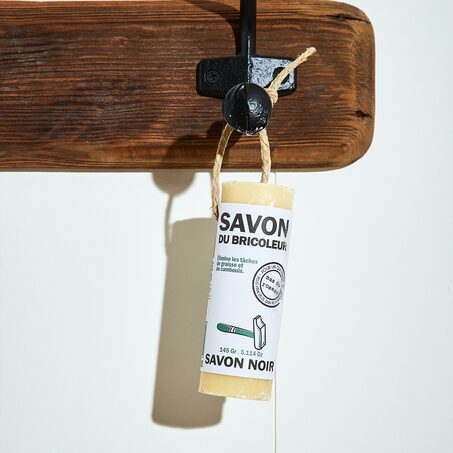 SAVON
DU BRICOLEUR
Élimine les tâches
de graisse et
de cambouis.
145 Gr . 5,114 Oz
SAVON NOIR